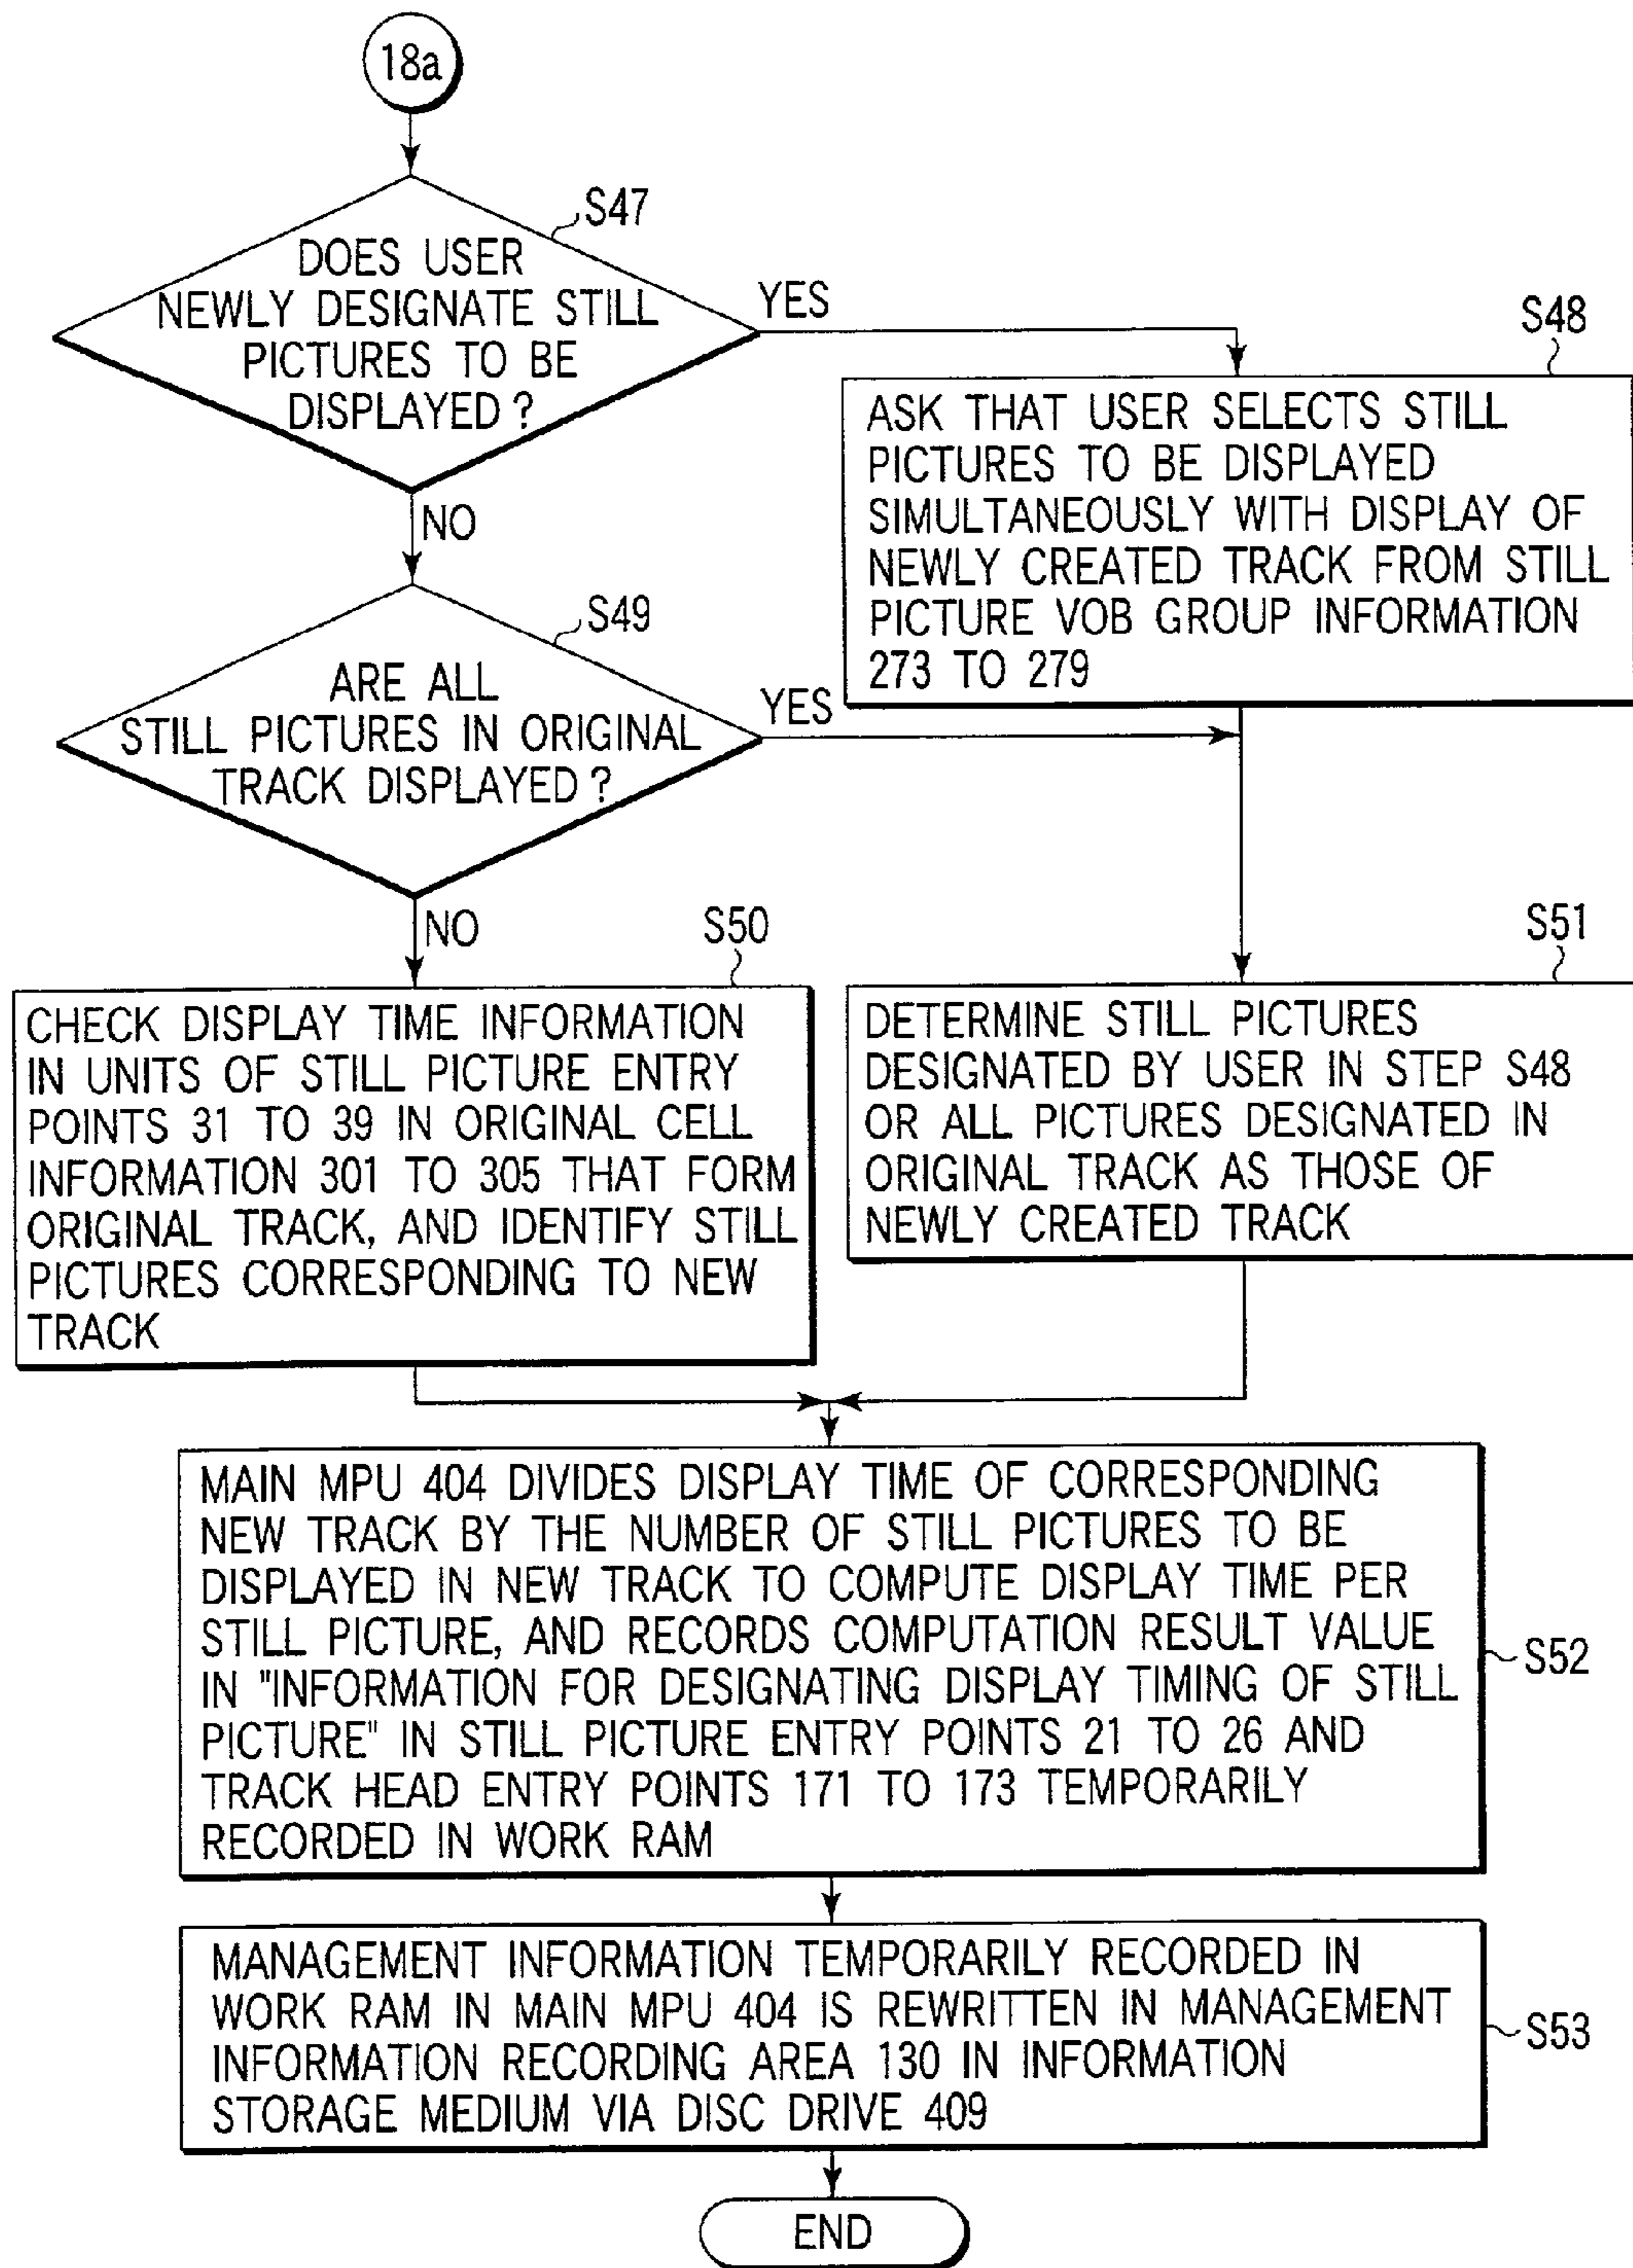 18a
S47
DOES USER
NEWLY DESIGNATE STILL
PICTURES TO BE
DISPLAYED?
YES
NO
S48
ASK THAT USER SELECTS STILL
PICTURES TO BE DISPLAYED
SIMULTANEOUSLY WITH DISPLAY OF
NEWLY CREATED TRACK FROM STILL
PICTURE VOB GROUP INFORMATION
273 TO 279
S49
ARE ALL
STILL PICTURES IN ORIGINAL
TRACK DISPLAYED?
YES
NO
S50
CHECK DISPLAY TIME INFORMATION
IN UNITS OF STILL PICTURE ENTRY
POINTS 31 TO 39 IN ORIGINAL CELL
INFORMATION 301 TO 305 THAT FORM
ORIGINAL TRACK, AND IDENTIFY STILL
PICTURES CORRESPONDING TO NEW
TRACK
S51
DETERMINE STILL PICTURES
DESIGNATED BY USER IN STEP S48
OR ALL PICTURES DESIGNATED IN
ORIGINAL TRACK AS THOSE OF
NEWLY CREATED TRACK
MAIN MPU 404 DIVIDES DISPLAY TIME OF CORRESPONDING
NEW TRACK BY THE NUMBER OF STILL PICTURES TO BE
DISPLAYED IN NEW TRACK TO COMPUTE DISPLAY TIME PER
STILL PICTURE, AND RECORDS COMPUTATION RESULT VALUE
IN "INFORMATION FOR DESIGNATING DISPLAY TIMING OF STILL
PICTURE" IN STILL PICTURE ENTRY POINTS 21 TO 26 AND
TRACK HEAD ENTRY POINTS 171 TO 173 TEMPORARILY
RECORDED IN WORK RAM
S52
MANAGEMENT INFORMATION TEMPORARILY RECORDED IN
WORK RAM IN MAIN MPU 404 IS REWRITTEN IN MANAGEMENT
INFORMATION RECORDING AREA 130 IN INFORMATION
STORAGE MEDIUM VIA DISC DRIVE 409
S53
END